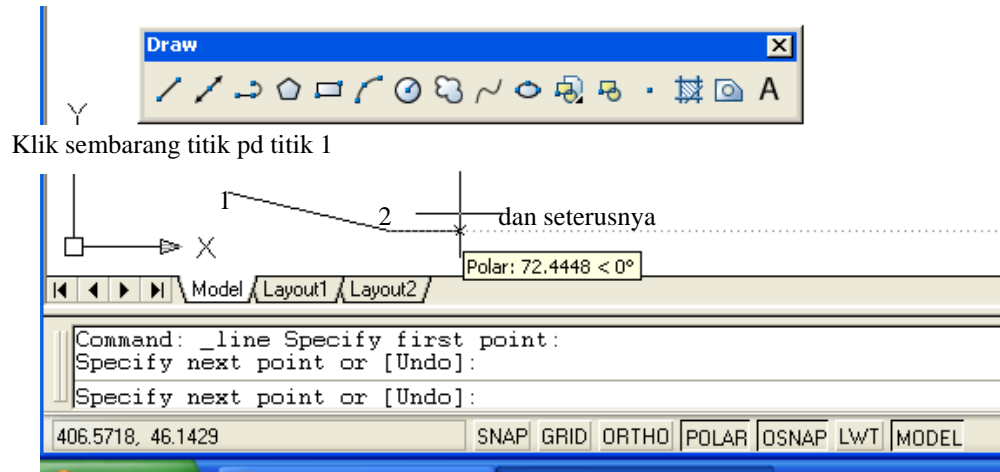 Draw
A
Y
Klik sembarang titik pd titik 1
1
2 dan seterusnya
X
Polar: 72.4448 < 0°
Model Layout1 Layout2
Command: _line Specify first point:
Specify next point or [Undo]:
Specify next point or [Undo]:
406.5718, 46.1429 SNAP GRID ORTHO POLAR OSNAP LWT MODEL